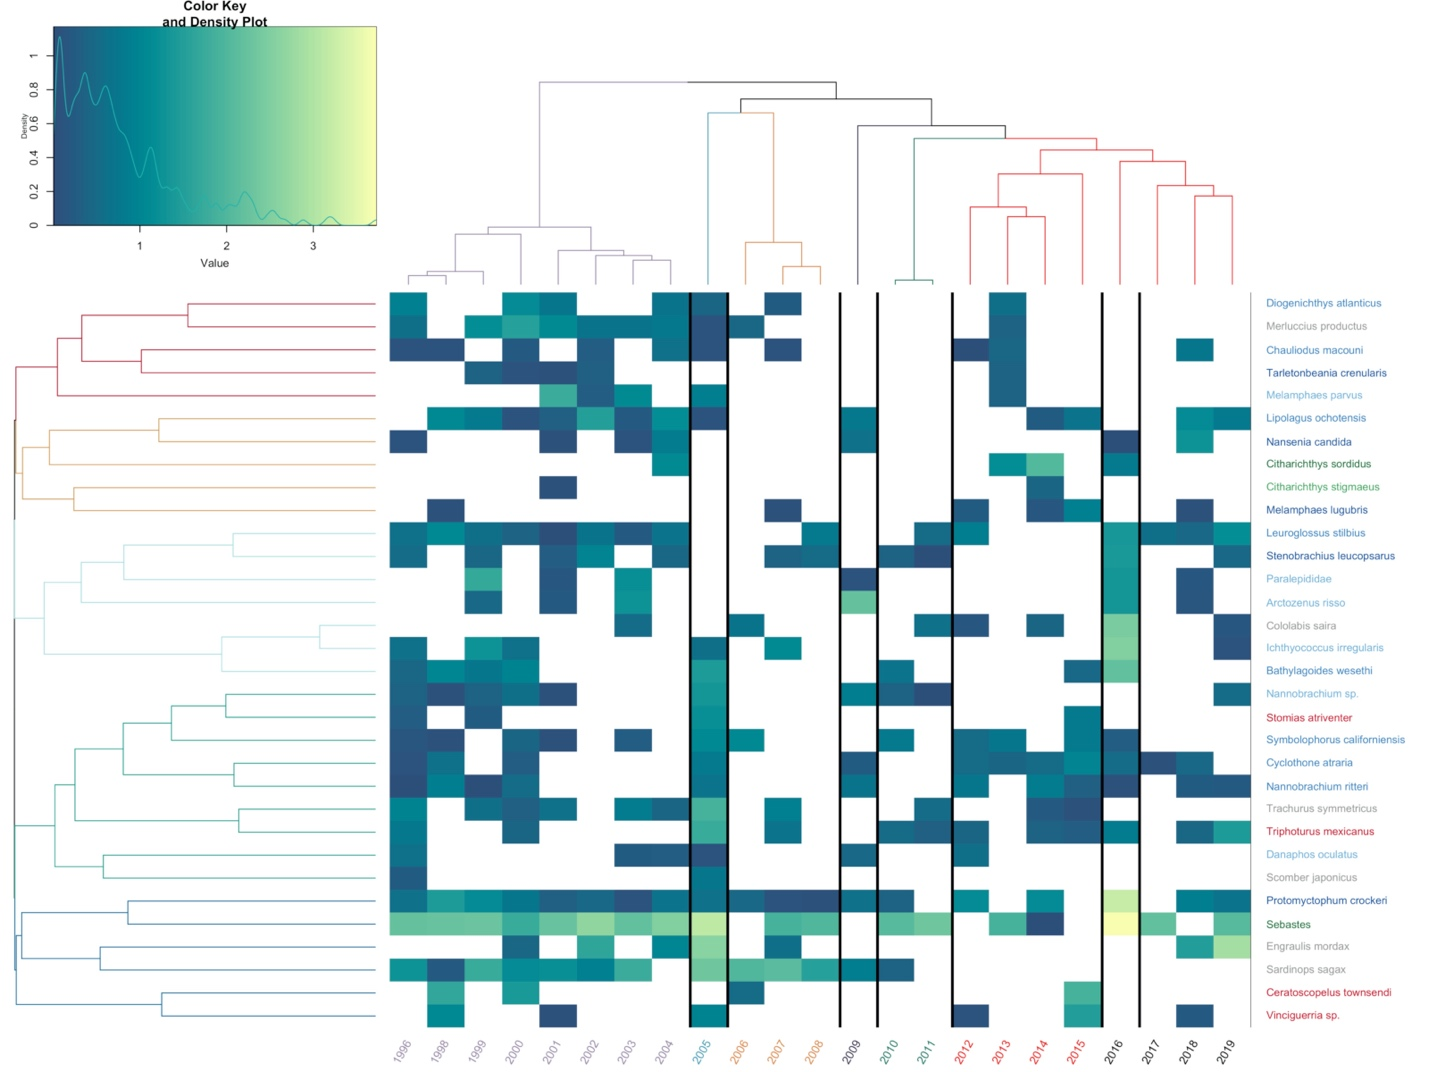 Color Key
and Density Plot
Density
0
0.2
0.4
0.6
0.8
1
1 2 3
Value
Diogenichthys atlanticus
Merluccius productus
Chauliodus macouni
Tarletonbeania crenularis
Melamphaes parvus
Lipolagus ochotensis
Nansenia candida
Citharichthys sordidus
Citharichthys stigmaeus
Melamphaes lugubris
Leuroglossus stilbius
Stenobrachius leucopsarus
Paralepididae
Arctozenus risso
Cololabis saira
Ichthyococcus irregularis
Bathylagoides wesethi
Nannobrachium sp.
Stomias atriventer
Symbolophorus californiensis
Cyclothone atraria
Nannobrachium ritteri
Trachurus symmetricus
Triphoturus mexicanus
Danaphos oculatus
Scomber japonicus
Protomyctophum crockeri
Sebastes
Engraulis mordax
Sardinops sagax
Ceratoscopelus townsendi
Vinciguerria sp.
1996 1998 1999 2000 2001 2002 2003 2004 2005 2006 2007 2008 2009 2010 2011 2012 2013 2014 2015 2016 2017 2018 2019